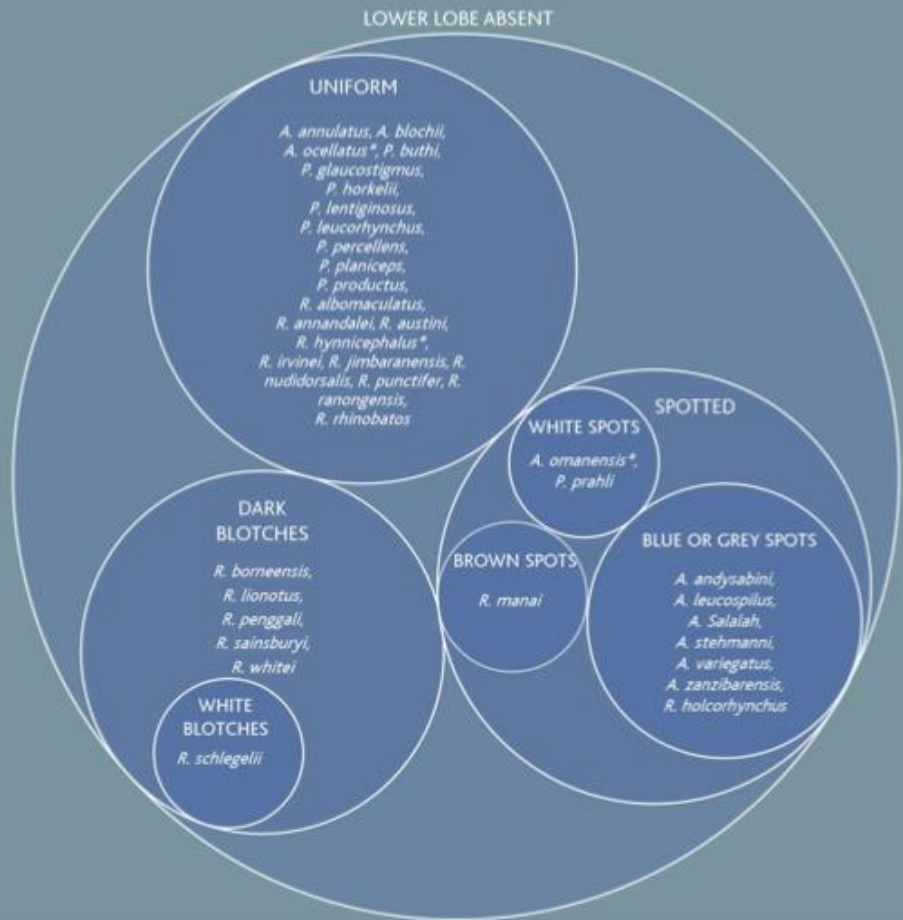 LOWER LOBE ABSENT
UNIFORM
A. annulatus, A. blochii,
A. ocellatus*, P. buthi,
P. glaucostigmus,
P. horkelii,
P. lentiginosus,
P. leucorhynchus,
P. percellens,
P. planiceps,
P. productus,
R. albomaculatus,
R. annandalei, R. austini,
R. hynnicephalus*,
R. irvinei, R. jimbaranensis, R.
nudidorsalis, R. punctifer, R.
ranongensis,
R. rhinobatos
SPOTTED
WHITE SPOTS
A. omanensis*,
P. prahli
BROWN SPOTS
R. manai
BLUE OR GREY SPOTS
A. andysabini,
A. leucospilus,
A. Salalah,
A. stehmanni,
A. variegatus,
A. zanzibarensis,
R. holcorhynchus
DARK
BLOTCHES
R. borneensis,
R. lionotus,
R. penggali,
R. sainsburyi,
R. whitei
WHITE
BLOTCHES
R. schlegelii